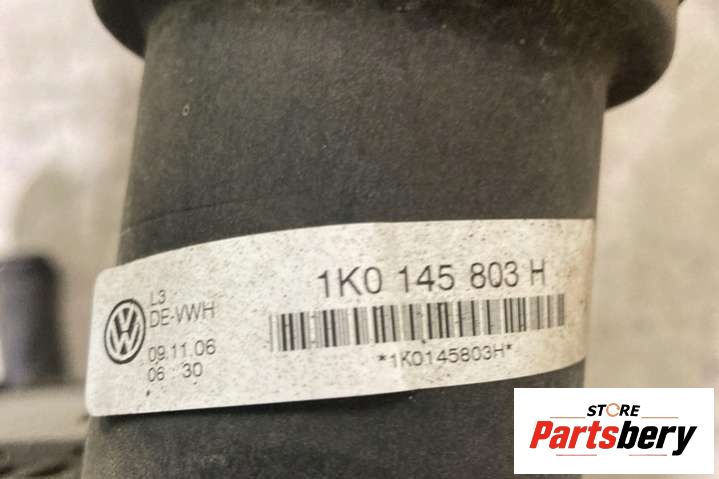 L3
DE-VWH
09.11.06
06:30
1K0 145 803 H
*1K0145803H*
STORE
Partsbery